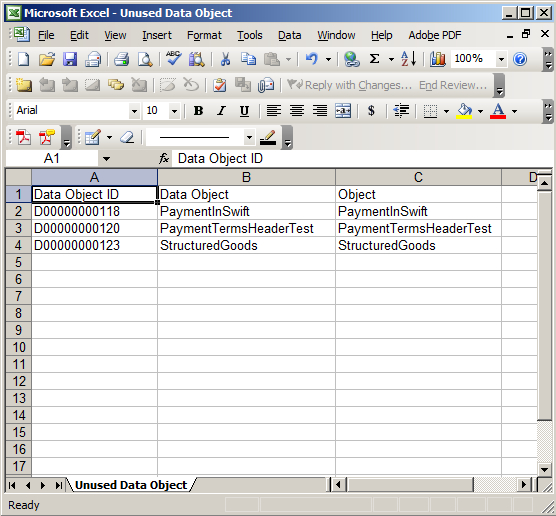 Microsoft Excel - Unused Data Object
File Edit View Insert Format Tools Data Window Help Adobe PDF
100%
Reply with Changes... End Review...
Arial 10 B I U $ A
A1 fx Data Object ID
A B C D
1 Data Object ID Data Object Object
2 D00000000118 PaymentInSwift PaymentInSwift
3 D00000000120 PaymentTermsHeaderTest PaymentTermsHeaderTest
4 D00000000123 StructuredGoods StructuredGoods
5
6
7
8
9
10
11
12
13
14
15
16
17
Unused Data Object
Ready